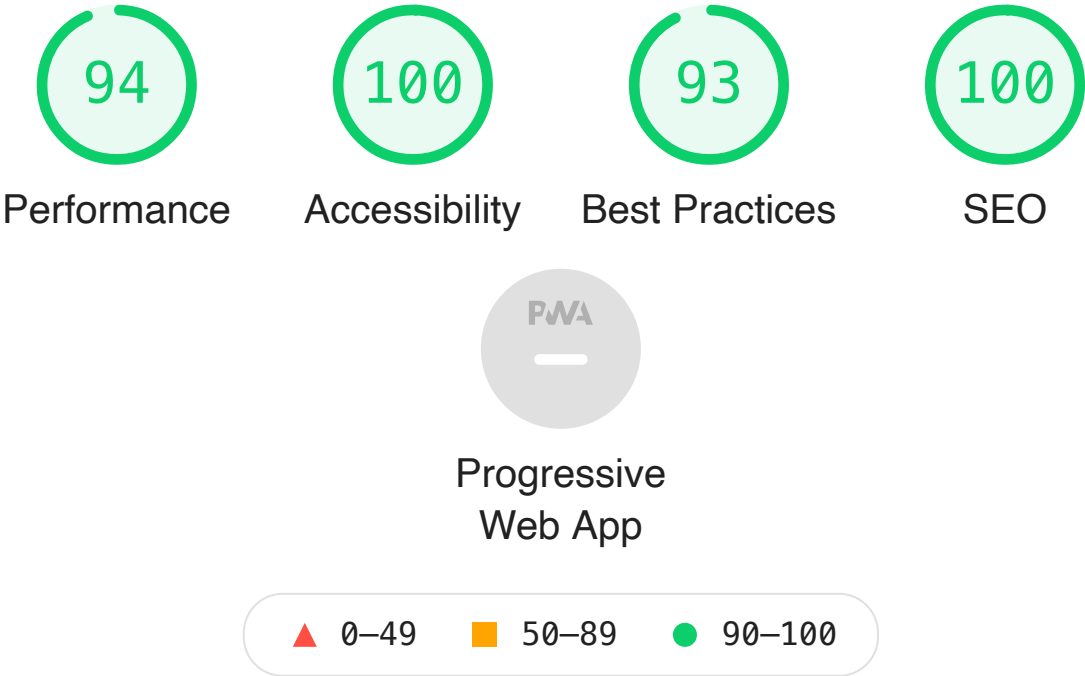 94
100
93
100
Performance
Accessibility
Best Practices
SEO
PWA
Progressive
Web App
0–49
50–89
90–100